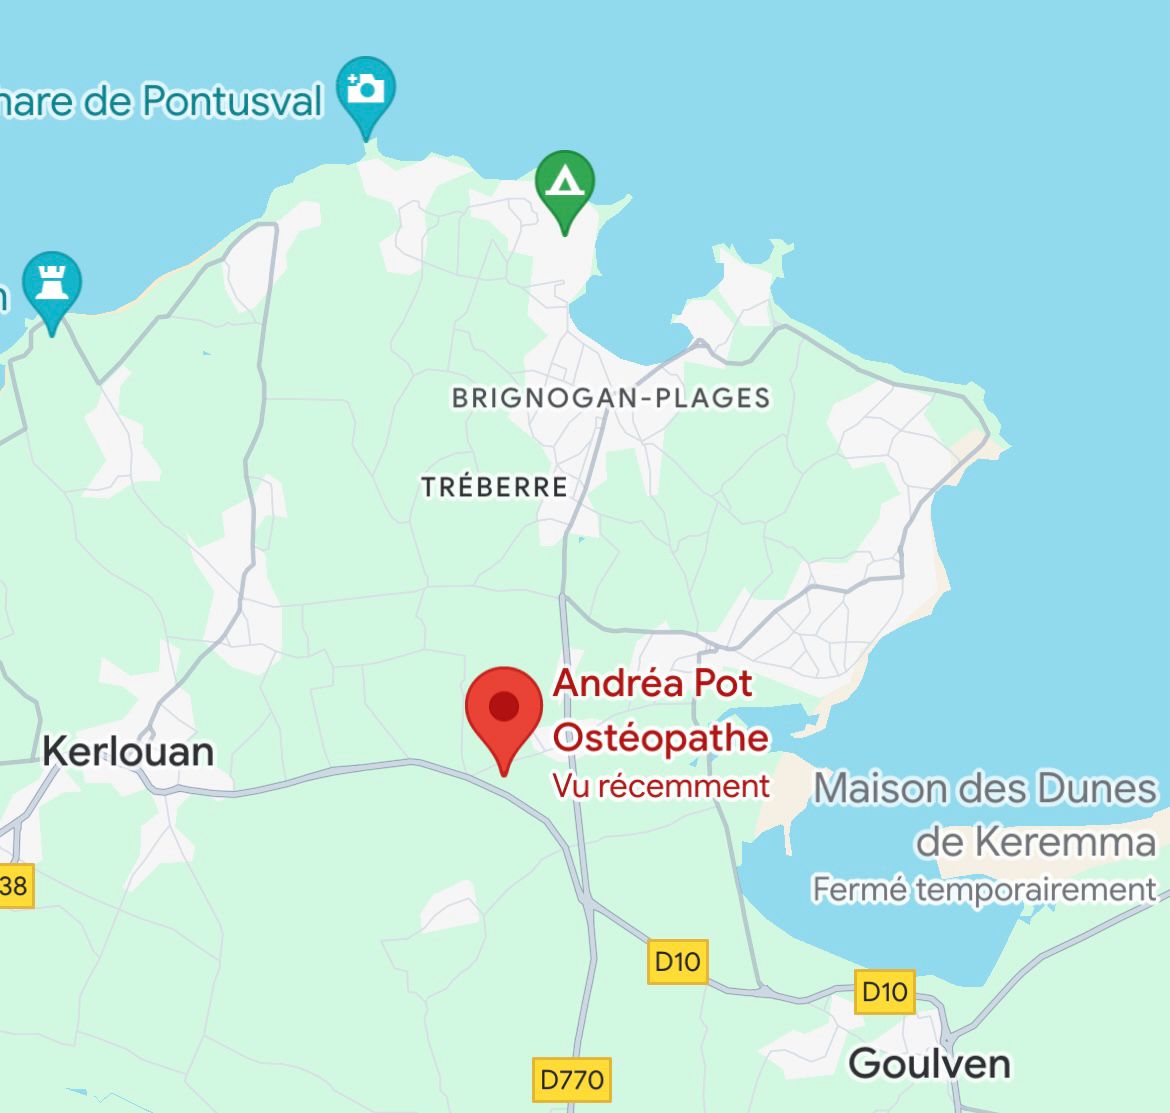 hare de Pontusval
BRIGNOGAN-PLAGES
TRÉBERRE
Andréa Pot
Ostéopathe
Vu récemment
Kerlouan
Maison des Dunes
de Keremma
Fermé temporairement
38
D10
D10
Goulven
D770